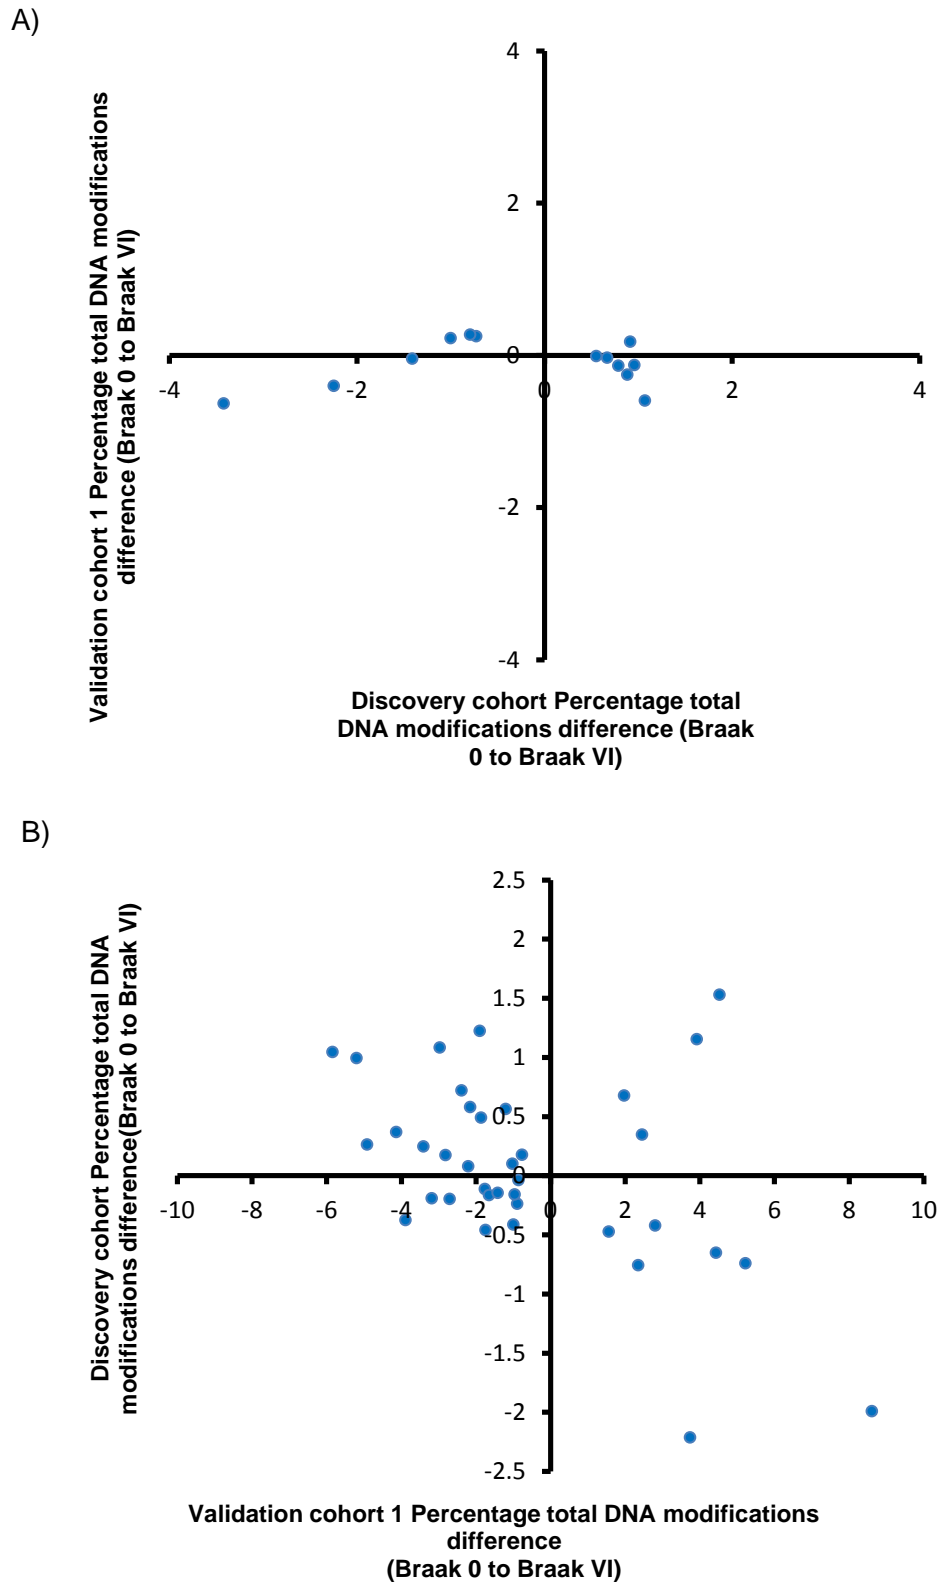 A)
4
2
0
-4
-2
0
2
4
-2
-4
Validation cohort 1 Percentage total DNA modifications
difference (Braak 0 to Braak VI)
Discovery cohort Percentage total
DNA modifications difference (Braak
0 to Braak VI)
B)
2.5
2
1.5
1
0.5
0
-10
-8
-6
-4
-2
0
2
4
6
8
10
-0.5
-1
-1.5
-2
-2.5
Discovery cohort Percentage total DNA
modifications difference(Braak 0 to Braak VI)
Validation cohort 1 Percentage total DNA modifications
difference
(Braak 0 to Braak VI)